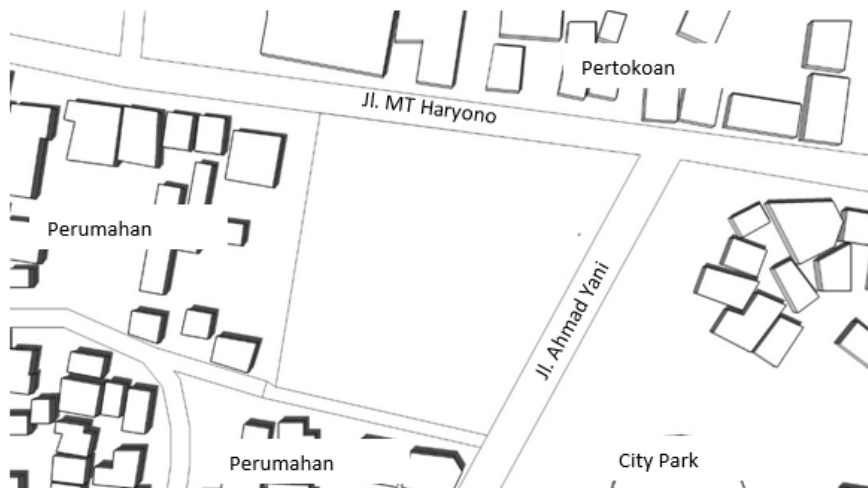 Pertokoan
Jl. MT Haryono
Perumahan
Jl. Ahmad Yani
Perumahan
City Park